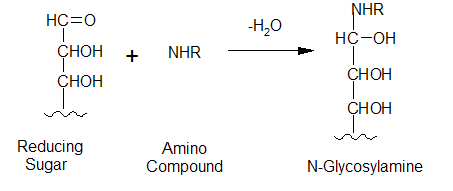 HC=O
CHOH
CHOH
+
NHR
-H₂O
NHR
HC-OH
CHOH
CHOH
Reducing
Sugar
Amino
Compound
N-Glycosylamine